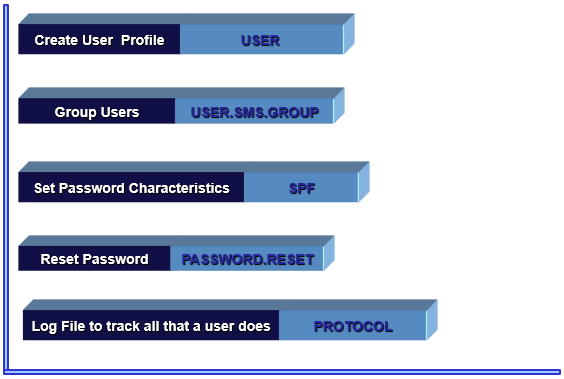 Create User Profile USER
Group Users USER.SMS.GROUP
Set Password Characteristics SPF
Reset Password PASSWORD.RESET
Log File to track all that a user does PROTOCOL